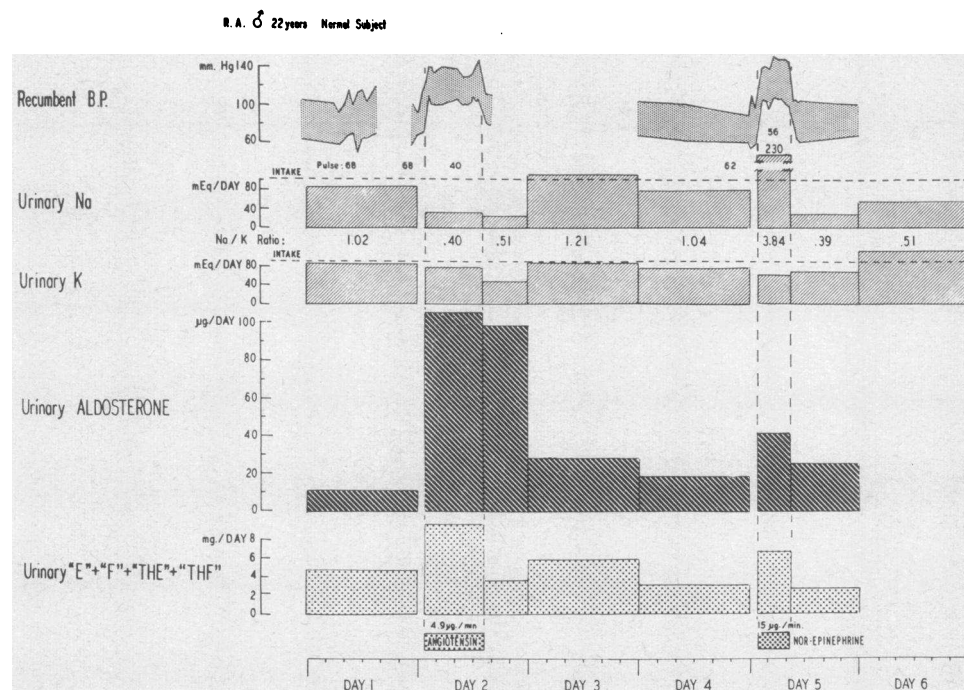 R.A. ♂ 22 years Normal Subject
mm. Hg 140
100
60
Recumbent B.P.
Pulse: 68 68 40 62 56
230
INTAKE
mEq/DAY 80
40
0
Urinary Na
Na / K Ratio: 1.02 .40 .51 1.21 1.04 3.84 .39 .51
INTAKE
mEq/DAY 80
40
0
Urinary K
µg/DAY 100
80
60
40
20
0
Urinary ALDOSTERONE
mg./DAY 8
6
4
2
0
Urinary "E"+"F"+"THE"+"THF"
4.9 µg./min. 15 µg./min.
ANGIOTENSIN NOR-EPINEPHRINE
DAY 1 DAY 2 DAY 3 DAY 4 DAY 5 DAY 6